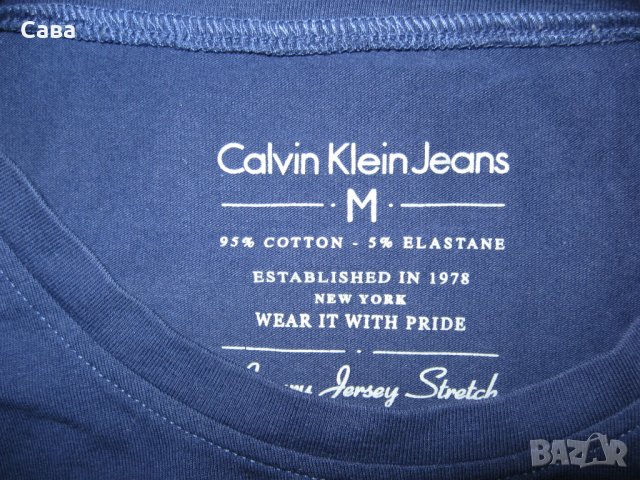 Сава
Calvin Klein Jeans
· M ·
95% COTTON - 5% ELASTANE
ESTABLISHED IN 1978
NEW YORK
WEAR IT WITH PRIDE
Jersey Stretch
BAZAR